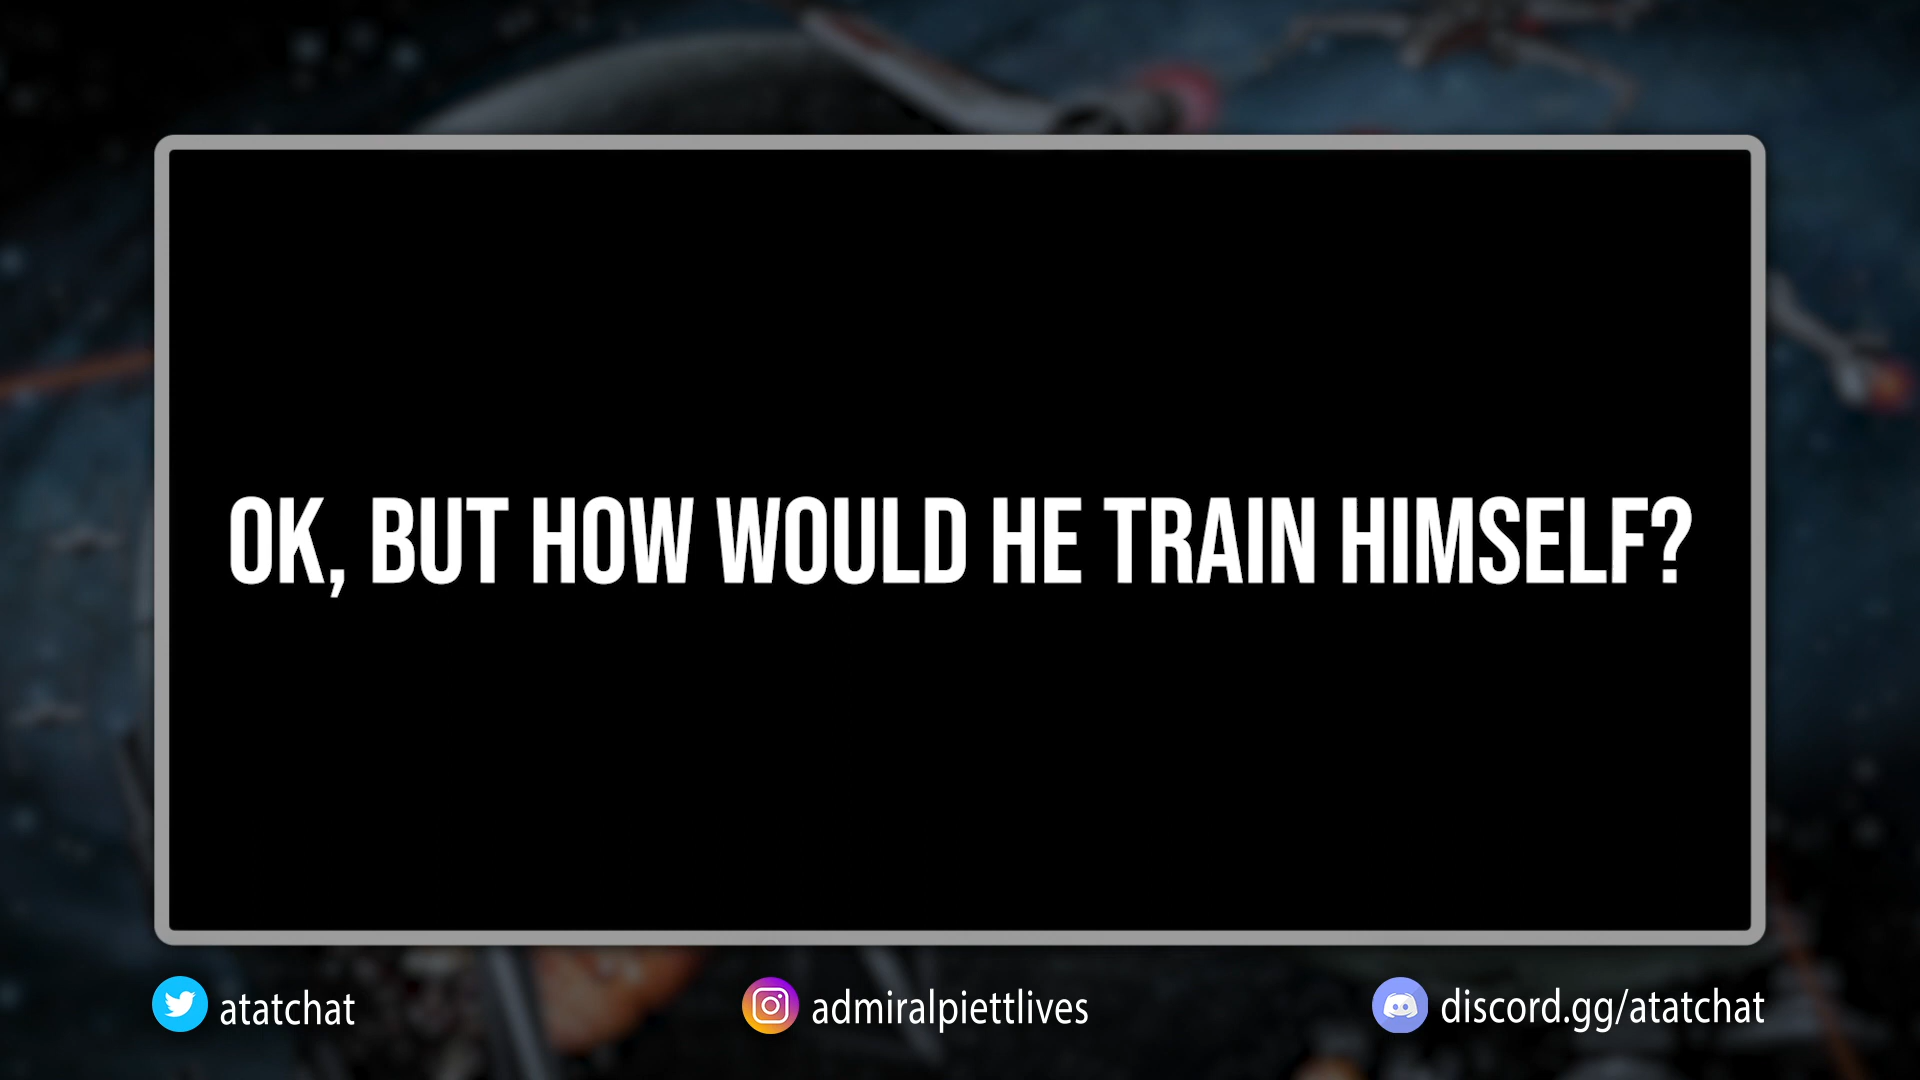 OK, BUT HOW WOULD HE TRAIN HIMSELF?
atatchat
admiralpiettlives
discord.gg/atatchat